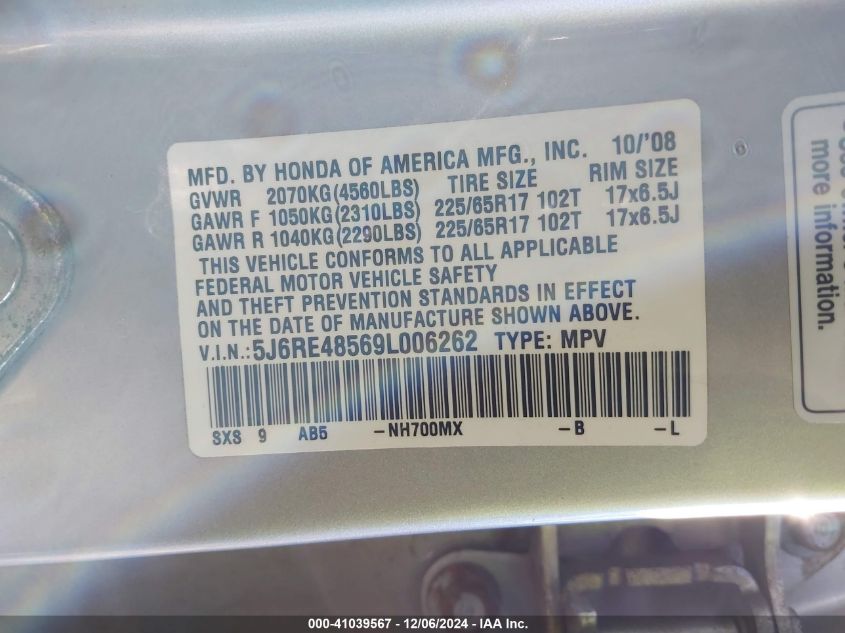 MFD. BY HONDA OF AMERICA MFG., INC. 10/'08
GVWR 2070KG(4560LBS) TIRE SIZE RIM SIZE
GAWR F 1050KG(2310LBS) 225/65R17 102T 17x6.5J
GAWR R 1040KG(2290LBS) 225/65R17 102T 17x6.5J
THIS VEHICLE CONFORMS TO ALL APPLICABLE
FEDERAL MOTOR VEHICLE SAFETY
AND THEFT PREVENTION STANDARDS IN EFFECT
ON THE DATE OF MANUFACTURE SHOWN ABOVE.
V.I.N.:5J6RE48569L006262 TYPE: MPV
SXS 9 AB5 -NH700MX -B -L
more information.
000-41039567 - 12/06/2024 - IAA Inc.